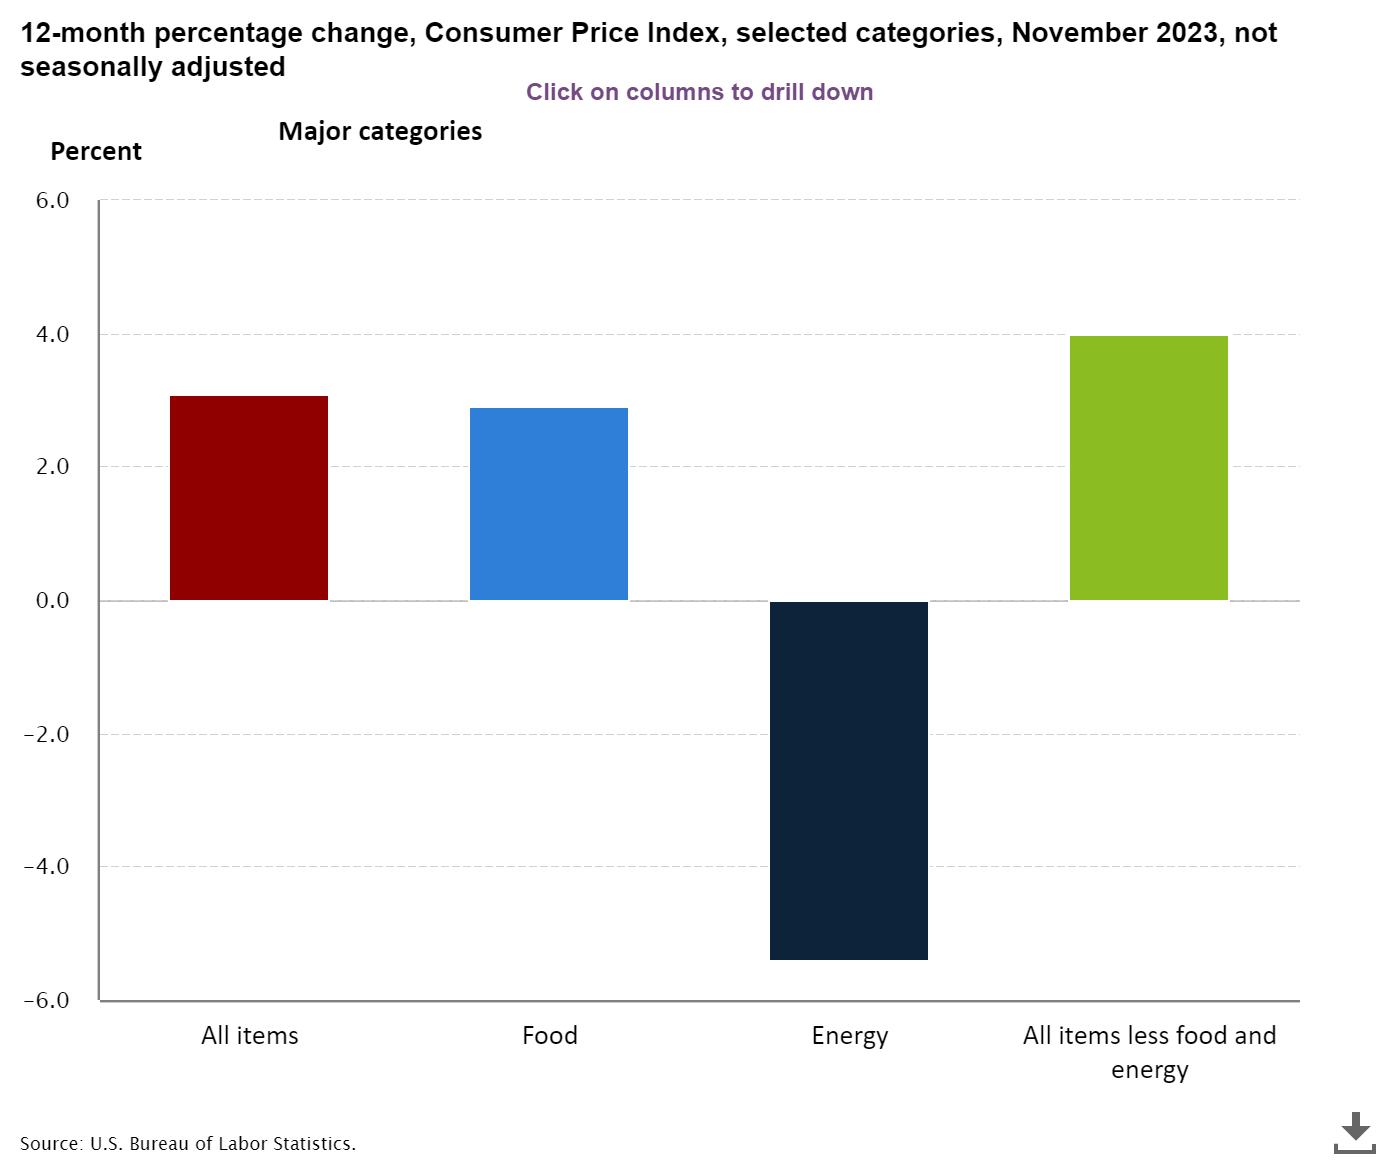 12-month percentage change, Consumer Price Index, selected categories, November 2023, not
seasonally adjusted
Click on columns to drill down
Major categories
Percent
6.0
4.0
2.0
0.0
−2.0
−4.0
−6.0
All items
Food
Energy
All items less food and
energy
Source: U.S. Bureau of Labor Statistics.